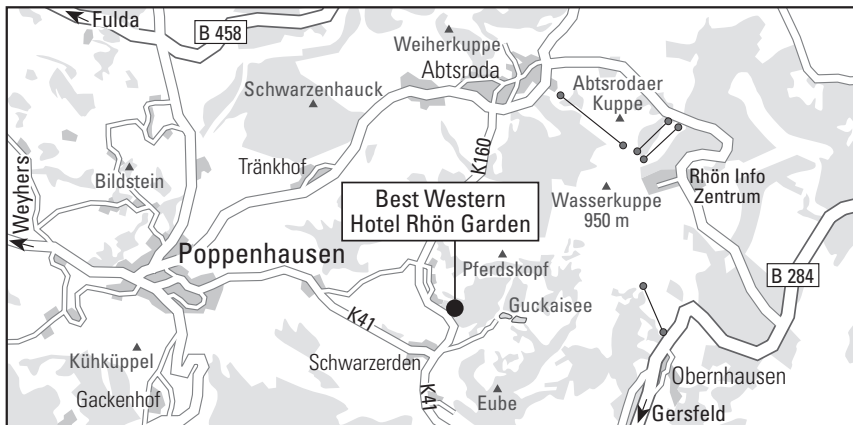 Fulda
B 458
Weiherkuppe
Abtsroda
Schwarzenhauck
Abtsrodaer
Kuppe
Weyhers
Bildstein
Tränkhof
K160
Rhön Info
Zentrum
Best Western
Hotel Rhön Garden
Wasserkuppe
950 m
Poppenhausen
Pferdskopf
B 284
Guckaisee
K41
Kühküppel
Schwarzerden
Gackenhof
K41
Eube
Obernhausen
Gersfeld